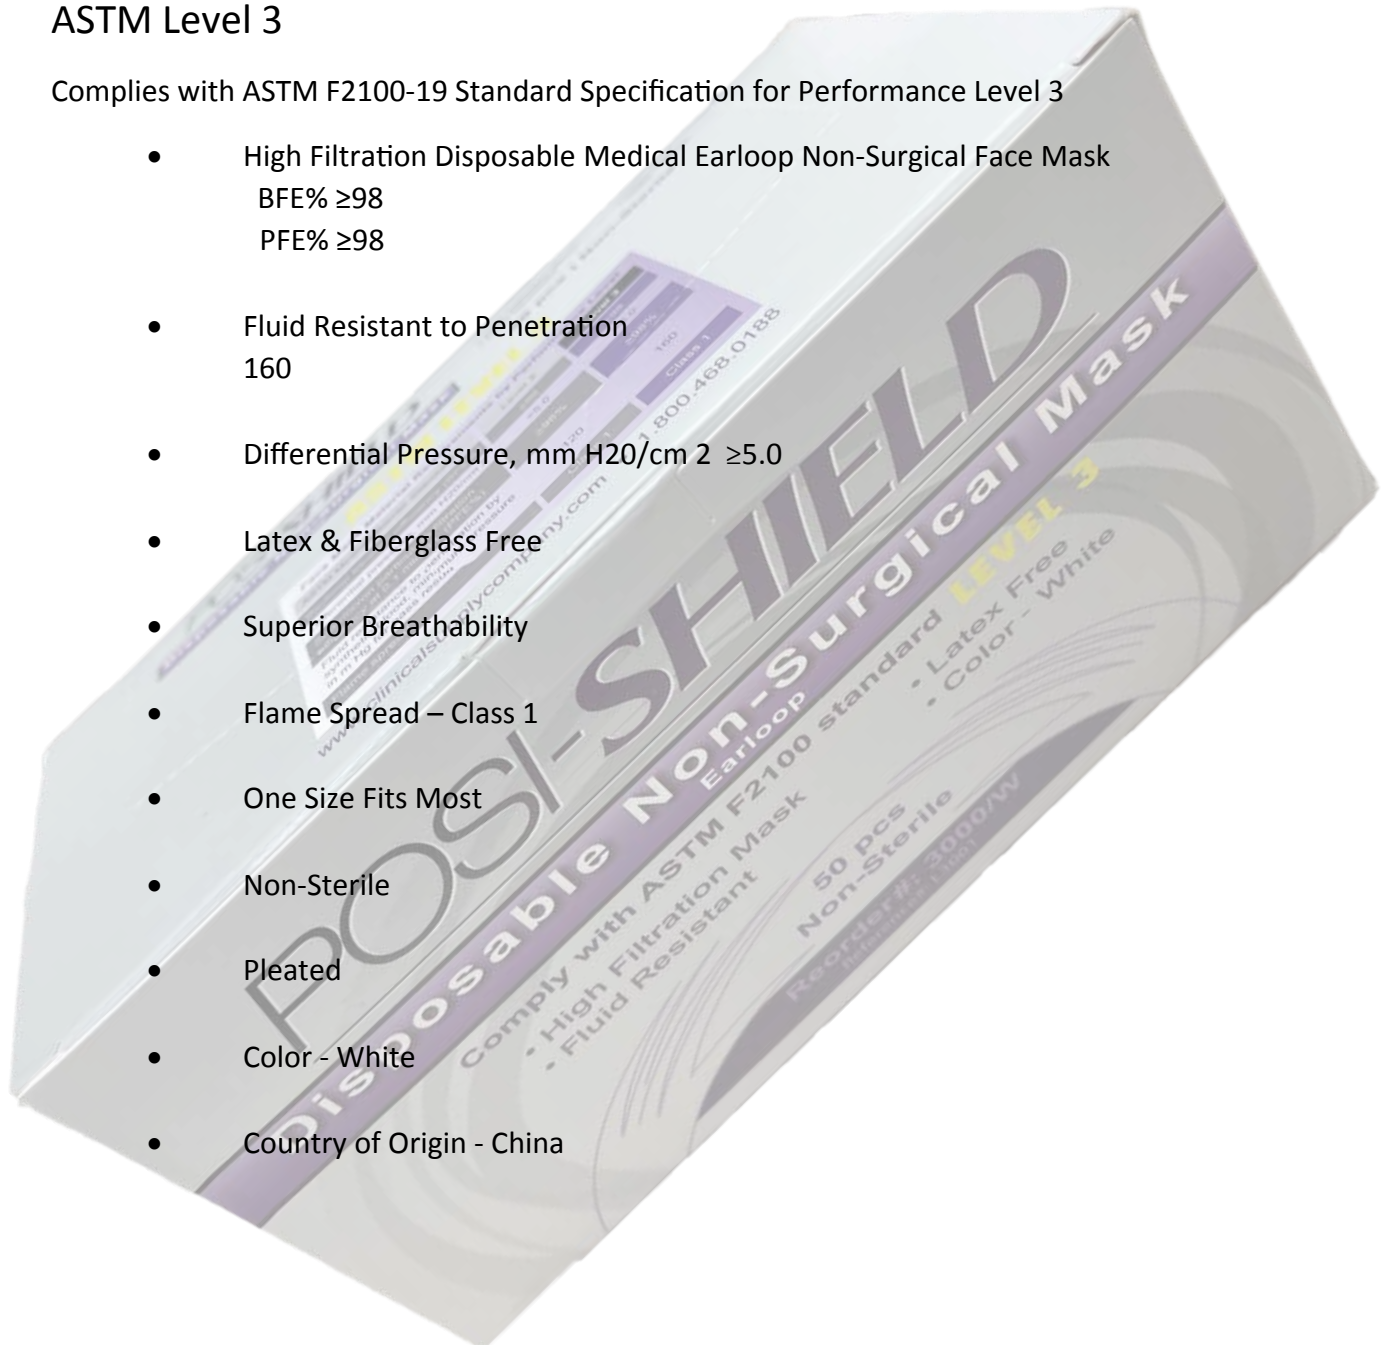 ASTM Level 3
Complies with ASTM F2100-19 Standard Specification for Performance Level 3
• High Filtration Disposable Medical Earloop Non-Surgical Face Mask
BFE% ≥98
PFE% ≥98
• Fluid Resistant to Penetration
160
• Differential Pressure, mm H20/cm 2 ≥5.0
• Latex & Fiberglass Free
• Superior Breathability
• Flame Spread – Class 1
• One Size Fits Most
• Non-Sterile
• Pleated
• Color - White
• Country of Origin - China
POSI-SHIELD
Disposable Non-Surgical Mask
Earloop
Comply with ASTM F2100 standard LEVEL 3
• High Filtration Mask
• Fluid Resistant
• Latex Free
• Color - White
50 pcs
Non-Sterile
Reorder#: 3000/W
160
Class 1
1.800.468.0188